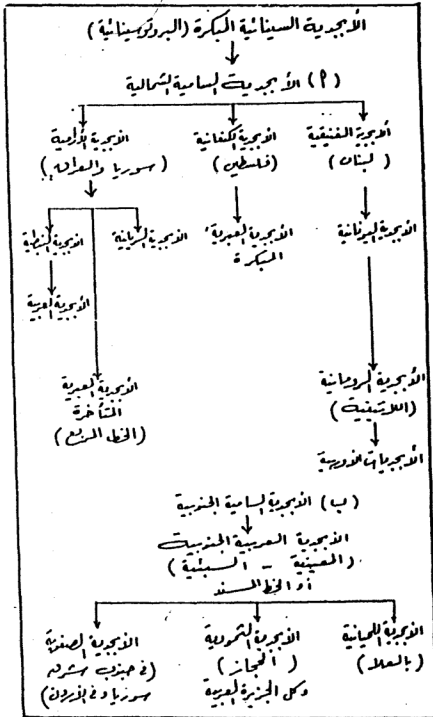 الأبجدية السينائية المبكرة (البروتوسينائية)
(أ) الأبجدية السامية الشمالية
الأبجدية الفينيقية
(لبنان)
الأبجدية الكنعانية
(فلسطين)
الأبجدية الآرامية
(سوريا والعراق)
الأبجدية اليونانية
الأبجدية العبرية
المبكرة
الأبجدية السريانية
الأبجدية النبطية
الأبجدية العربية
الأبجدية الرومانية
(اللاتينية)
الأبجدية العبرية
المتأخرة
(الخط المربع)
الأبجديات الأوربية
(ب) الأبجدية السامية الجنوبية
الأبجدية العربية الجنوبية
(المعينية - السبئية)
أو الخط المسند
الأبجدية اللحيانية
(بالعلا)
الأبجدية الثمودية
(الحجاز)
وكل الجزيرة العربية
الأبجدية الصفوية
(في جنوب شرق
سوريا وفي الأردن)